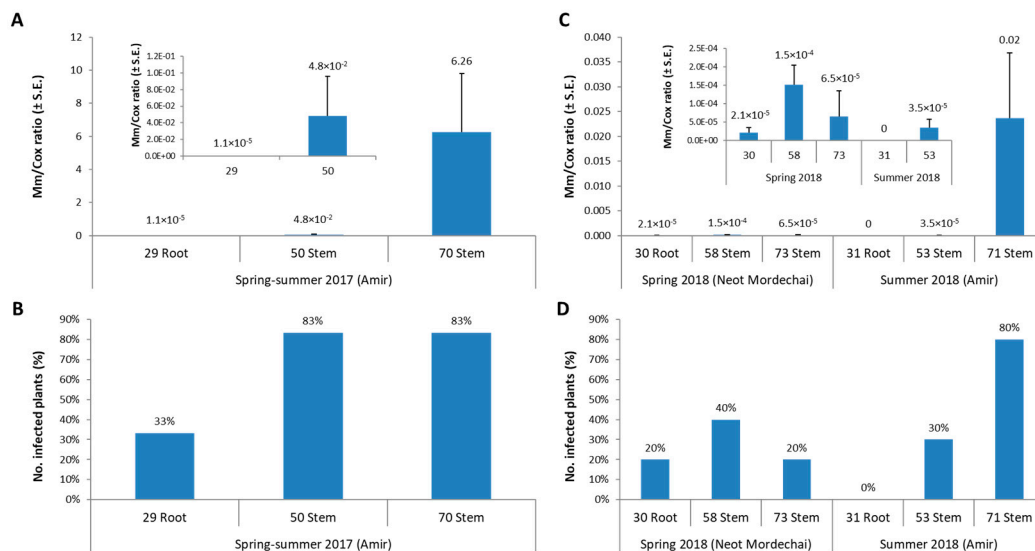 A
Mm/Cox ratio (± S.E.)
12
10
8
6
4
2
0
Mm/Cox ratio (± S.E.)
1.2E-01
1.0E-01
8.0E-02
6.0E-02
4.0E-02
2.0E-02
0.0E+00
1.1×10⁻⁵
4.8×10⁻²
29
50
6.26
1.1×10⁻⁵
4.8×10⁻²
29 Root
50 Stem
70 Stem
Spring-summer 2017 (Amir)
C
Mm/Cox ratio (± S.E.)
0.040
0.035
0.030
0.025
0.020
0.015
0.010
0.005
0.000
Mm/Cox ratio (± S.E.)
2.5E-04
2.0E-04
1.5E-04
1.0E-04
5.0E-05
0.0E+00
2.1×10⁻⁵
1.5×10⁻⁴
6.5×10⁻⁵
0
3.5×10⁻⁵
30
58
73
31
53
Spring 2018
Summer 2018
0.02
2.1×10⁻⁵
1.5×10⁻⁴
6.5×10⁻⁵
0
3.5×10⁻⁵
30 Root
58 Stem
73 Stem
31 Root
53 Stem
71 Stem
Spring 2018 (Neot Mordechai)
Summer 2018 (Amir)
B
No. infected plants (%)
90%
80%
70%
60%
50%
40%
30%
20%
10%
0%
33%
83%
83%
29 Root
50 Stem
70 Stem
Spring-summer 2017 (Amir)
D
No. infected plants (%)
90%
80%
70%
60%
50%
40%
30%
20%
10%
0%
20%
40%
20%
0%
30%
80%
30 Root
58 Stem
73 Stem
31 Root
53 Stem
71 Stem
Spring 2018 (Neot Mordechai)
Summer 2018 (Amir)